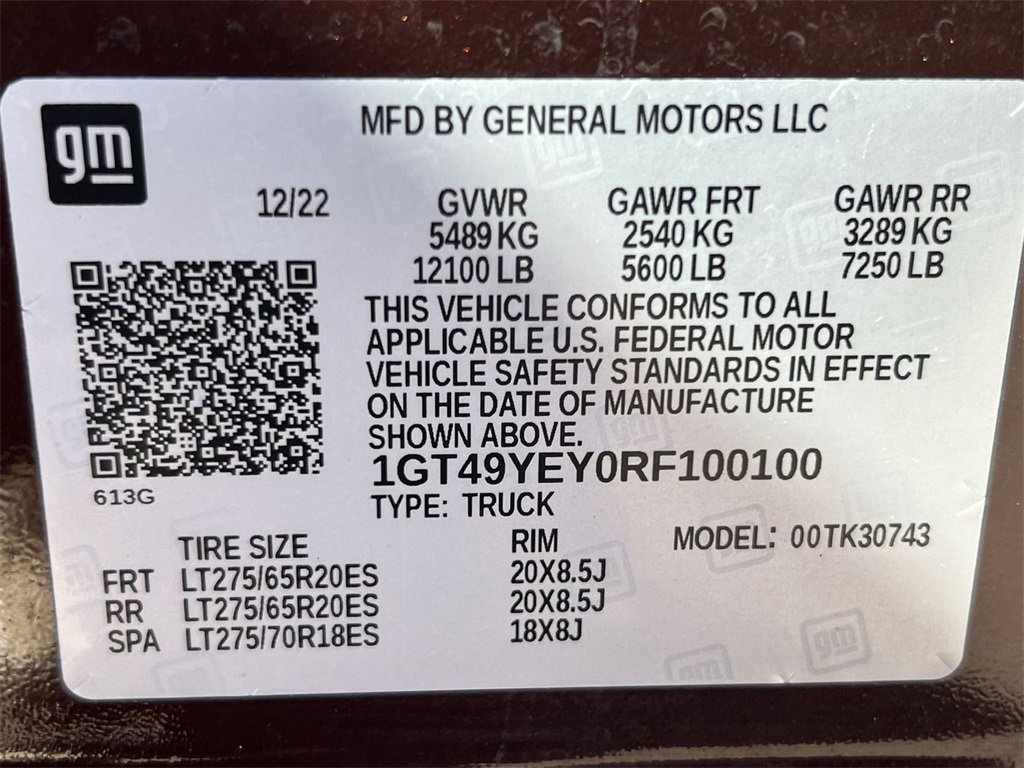 gm
MFD BY GENERAL MOTORS LLC
12/22 GVWR GAWR FRT GAWR RR
5489 KG 2540 KG 3289 KG
12100 LB 5600 LB 7250 LB
THIS VEHICLE CONFORMS TO ALL
APPLICABLE U.S. FEDERAL MOTOR
VEHICLE SAFETY STANDARDS IN EFFECT
ON THE DATE OF MANUFACTURE
SHOWN ABOVE.
1GT49YEY0RF100100
613G
TYPE: TRUCK
TIRE SIZE RIM MODEL: 00TK30743
FRT LT275/65R20ES 20X8.5J
RR LT275/65R20ES 20X8.5J
SPA LT275/70R18ES 18X8J